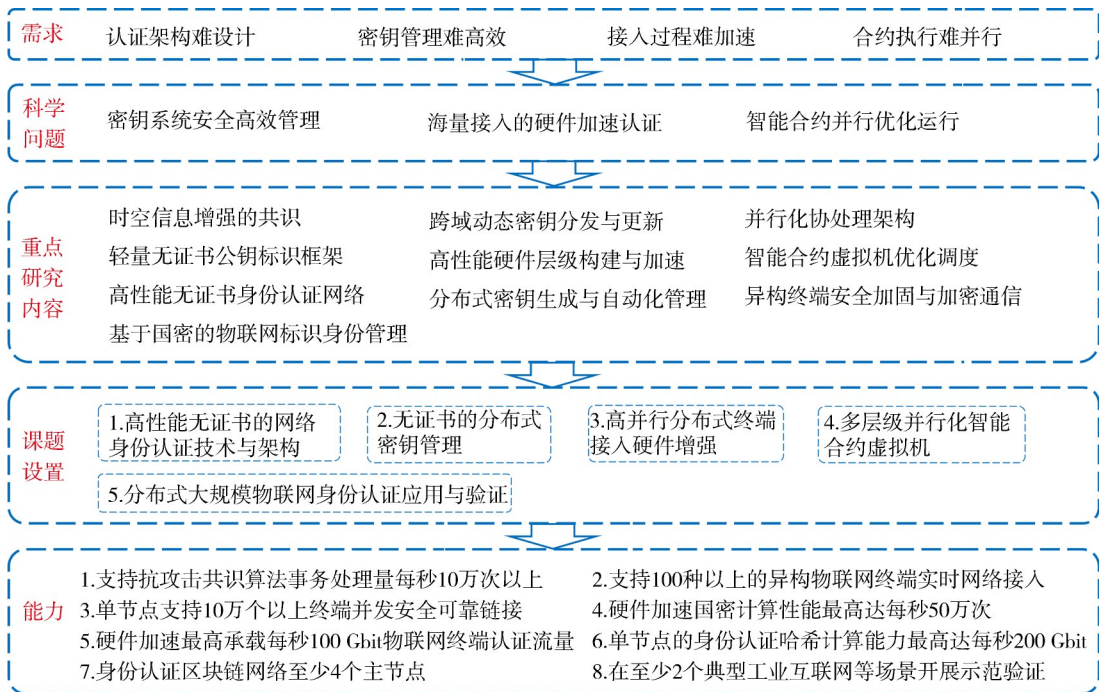 需求
认证架构难设计 密钥管理难高效 接入过程难加速 合约执行难并行
科学
问题
密钥系统安全高效管理 海量接入的硬件加速认证 智能合约并行优化运行
重点
研究
内容
时空信息增强的共识 跨域动态密钥分发与更新 并行化协处理架构
轻量无证书公钥标识框架 高性能硬件层级构建与加速 智能合约虚拟机优化调度
高性能无证书身份认证网络 分布式密钥生成与自动化管理 异构终端安全加固与加密通信
基于国密的物联网标识身份管理
课题
设置
1.高性能无证书的网络
身份认证技术与架构
2.无证书的分布式
密钥管理
3.高并行分布式终端
接入硬件增强
4.多层级并行化智能
合约虚拟机
5.分布式大规模物联网身份认证应用与验证
能力
1.支持抗攻击共识算法事务处理量每秒10万次以上 2.支持100种以上的异构物联网终端实时网络接入
3.单节点支持10万个以上终端并发安全可靠链接 4.硬件加速国密计算性能最高达每秒50万次
5.硬件加速最高承载每秒100 Gbit物联网终端认证流量 6.单节点的身份认证哈希计算能力最高达每秒200 Gbit
7.身份认证区块链网络至少4个主节点 8.在至少2个典型工业互联网等场景开展示范验证